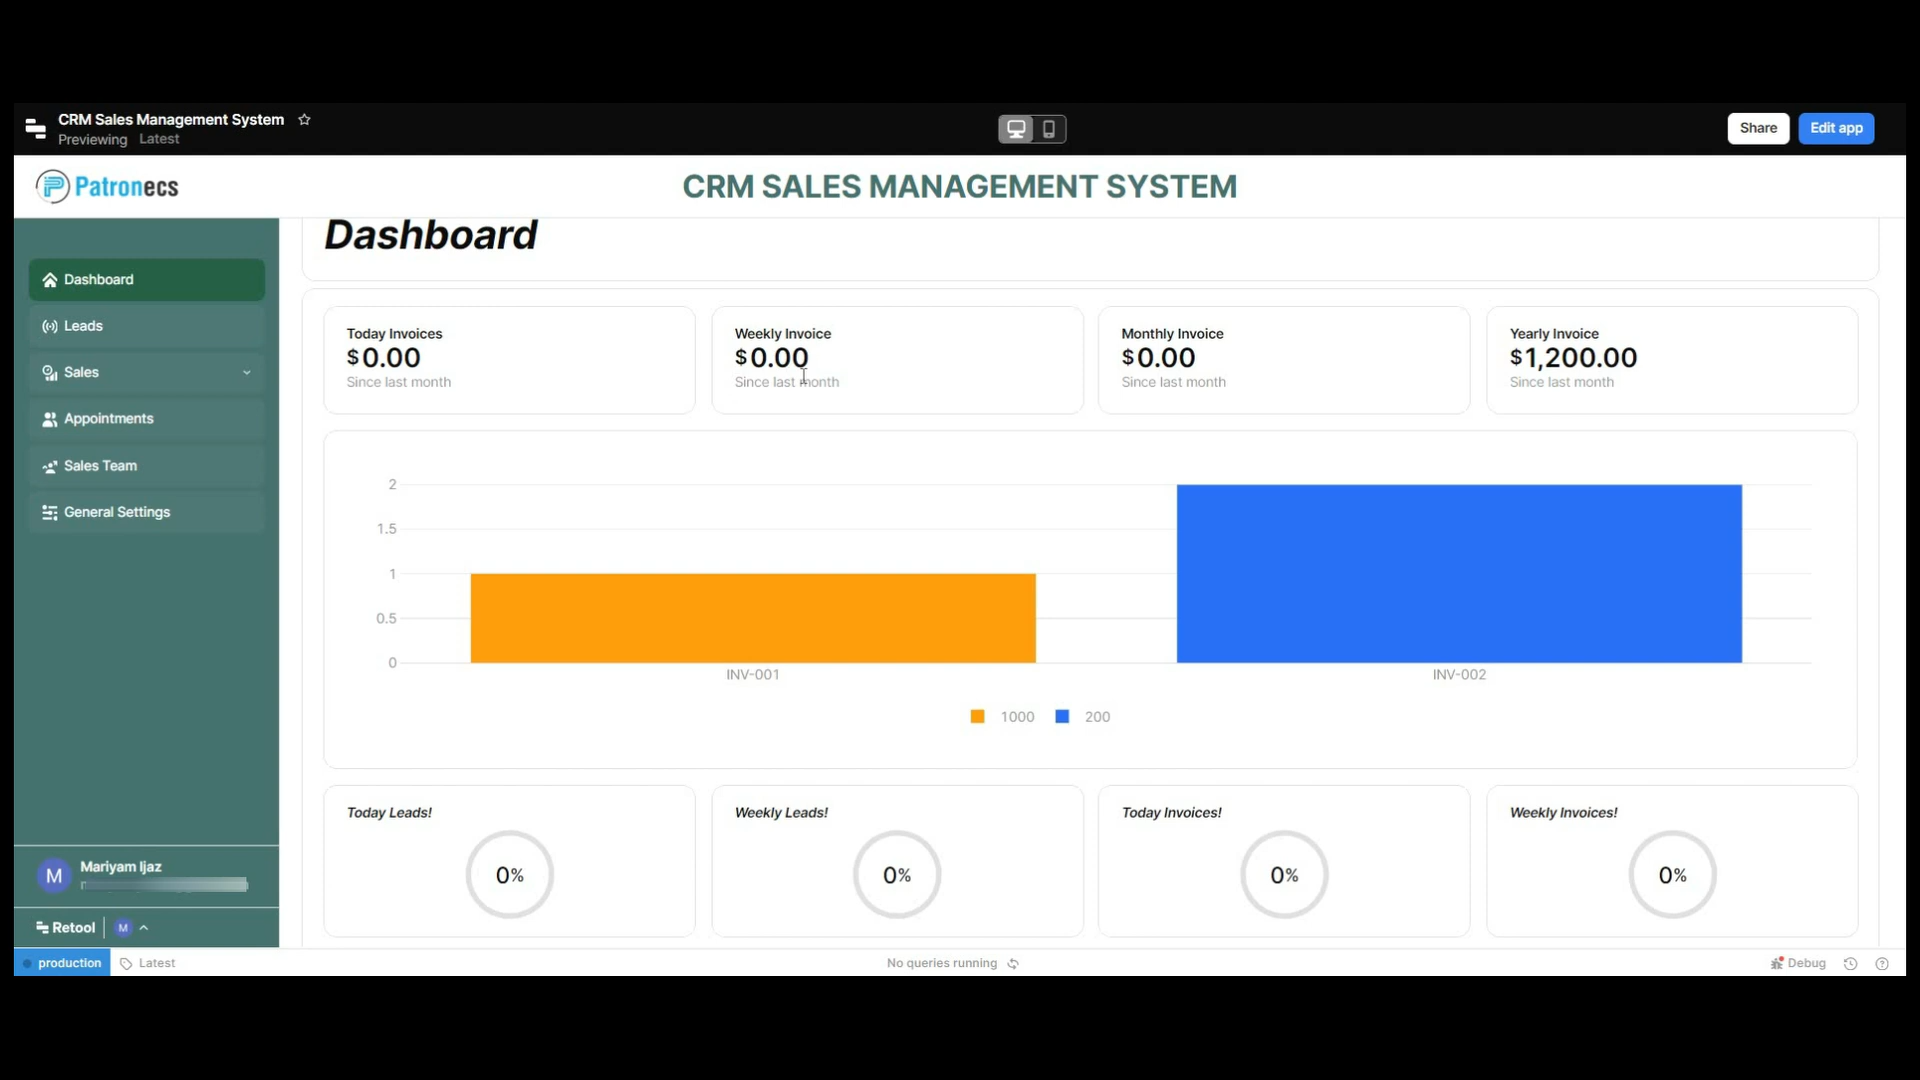 CRM Sales Management System
Previewing Latest
Share
Edit app
Patronecs
CRM SALES MANAGEMENT SYSTEM
Dashboard
Dashboard
Leads
Sales
Appointments
Sales Team
General Settings
Today Invoices
$0.00
Since last month
Weekly Invoice
$0.00
Since last month
Monthly Invoice
$0.00
Since last month
Yearly Invoice
$1,200.00
Since last month
2
1.5
1
0.5
0
INV-001
INV-002
1000
200
Today Leads!
0%
Weekly Leads!
0%
Today Invoices!
0%
Weekly Invoices!
0%
M
Mariyam Ijaz
Retool
M
production
Latest
No queries running
Debug